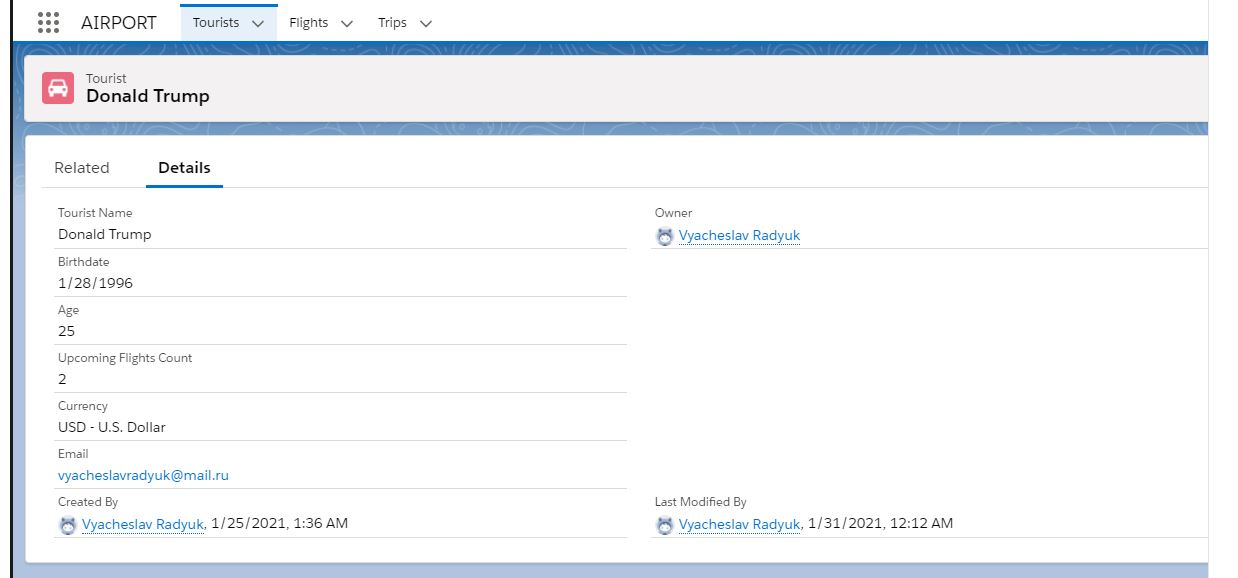 AIRPORT Tourists Flights Trips
Tourist
Donald Trump
Related Details
Tourist Name
Donald Trump
Owner
Vyacheslav Radyuk
Birthdate
1/28/1996
Age
25
Upcoming Flights Count
2
Currency
USD - U.S. Dollar
Email
vyacheslavradyuk@mail.ru
Created By
Vyacheslav Radyuk, 1/25/2021, 1:36 AM
Last Modified By
Vyacheslav Radyuk, 1/31/2021, 12:12 AM